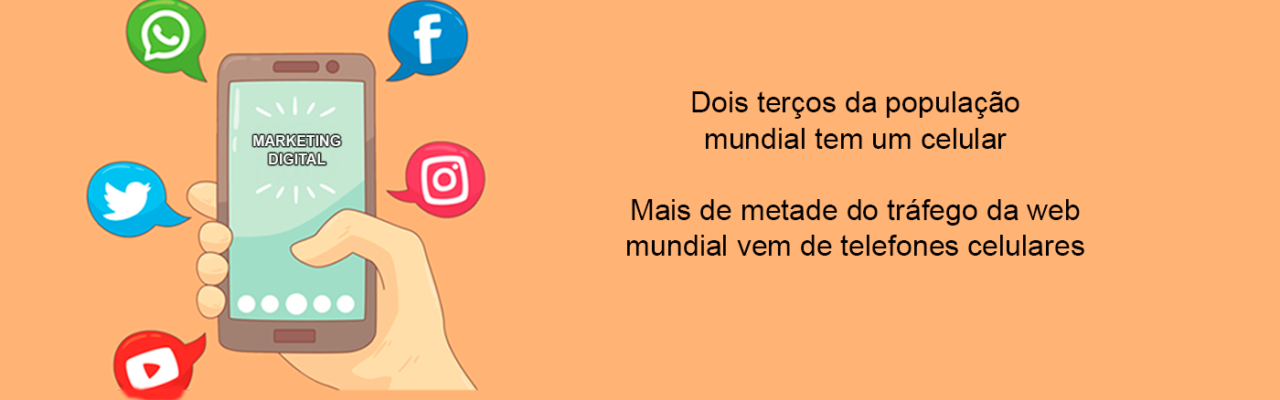 MARKETING
DIGITAL
Dois terços da população
mundial tem um celular
Mais de metade do tráfego da web
mundial vem de telefones celulares